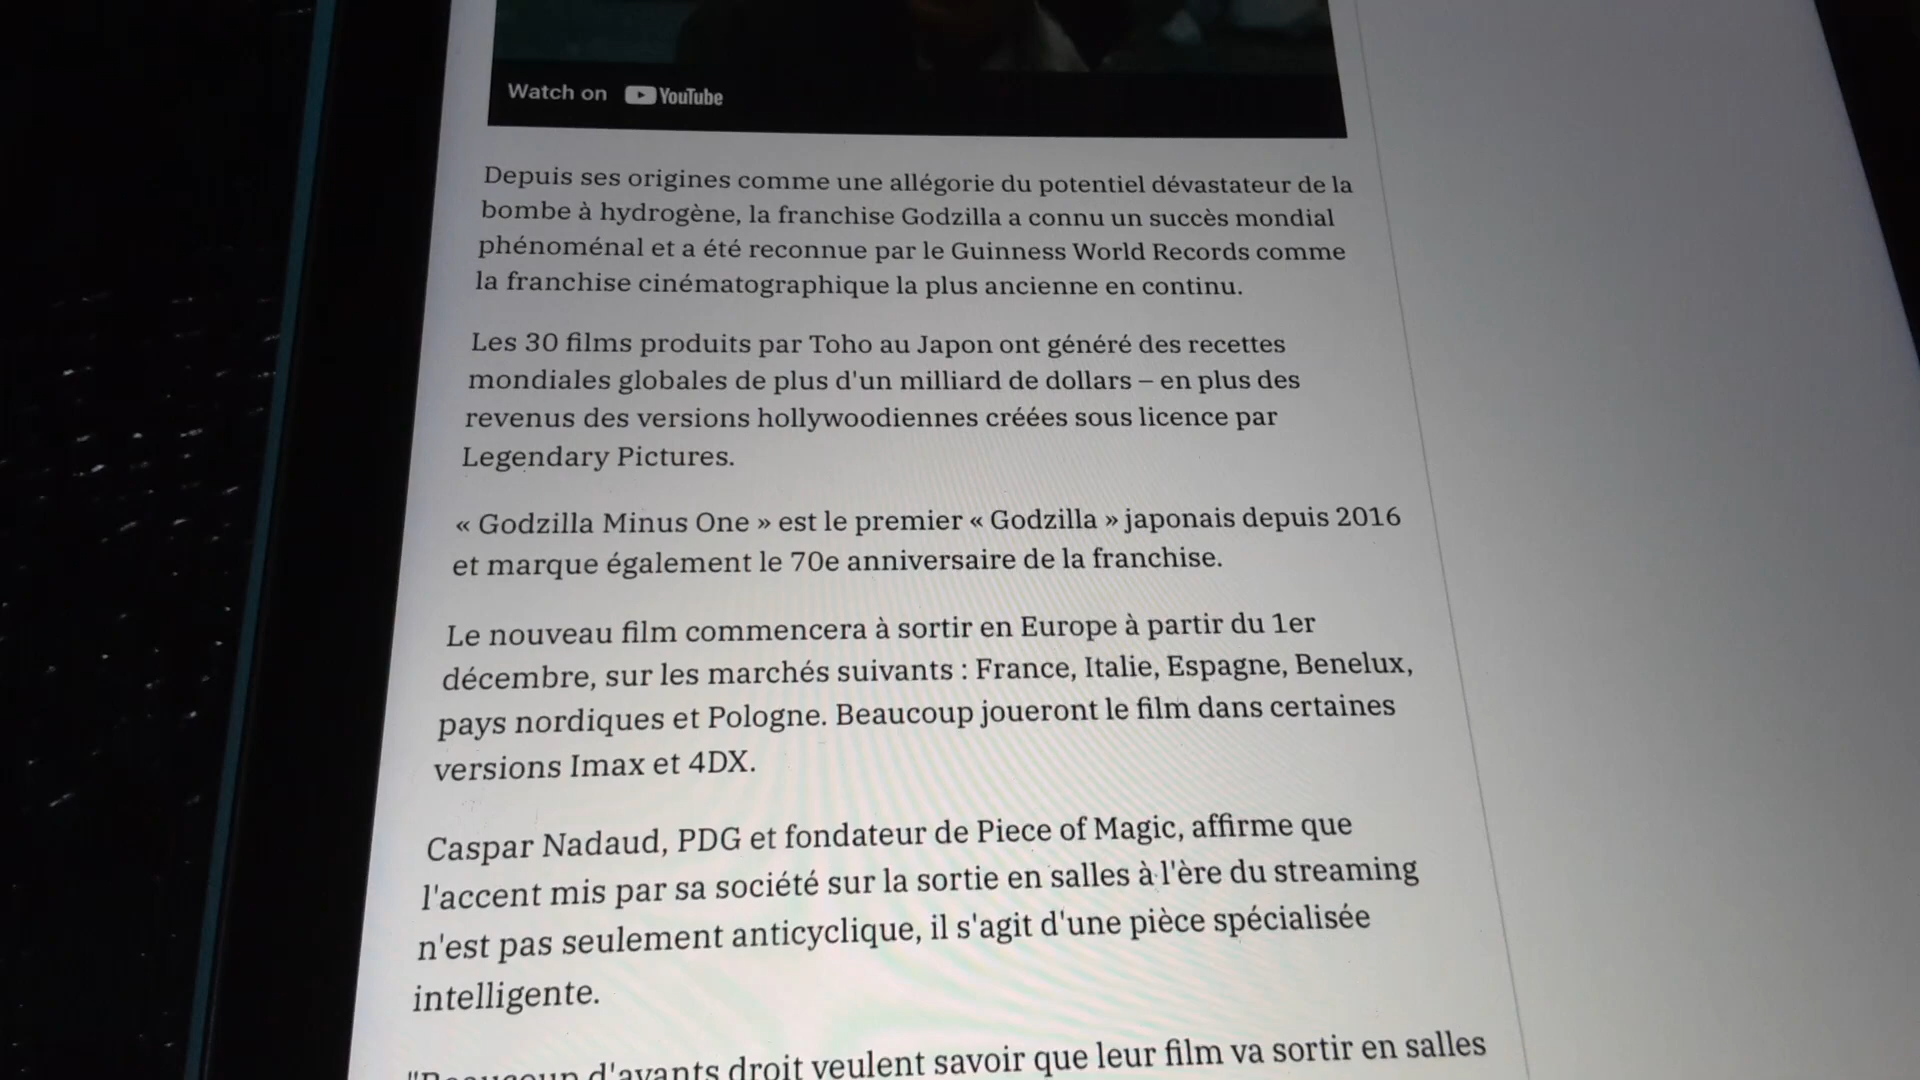 Watch on YouTube
Depuis ses origines comme une allégorie du potentiel dévastateur de la
bombe à hydrogène, la franchise Godzilla a connu un succès mondial
phénoménal et a été reconnue par le Guinness World Records comme
la franchise cinématographique la plus ancienne en continu.
Les 30 films produits par Toho au Japon ont généré des recettes
mondiales globales de plus d'un milliard de dollars – en plus des
revenus des versions hollywoodiennes créées sous licence par
Legendary Pictures.
« Godzilla Minus One » est le premier « Godzilla » japonais depuis 2016
et marque également le 70e anniversaire de la franchise.
Le nouveau film commencera à sortir en Europe à partir du 1er
décembre, sur les marchés suivants : France, Italie, Espagne, Benelux,
pays nordiques et Pologne. Beaucoup joueront le film dans certaines
versions Imax et 4DX.
Caspar Nadaud, PDG et fondateur de Piece of Magic, affirme que
l'accent mis par sa société sur la sortie en salles à l'ère du streaming
n'est pas seulement anticyclique, il s'agit d'une pièce spécialisée
intelligente.
"Beaucoup d'ayants droit veulent savoir que leur film va sortir en salles